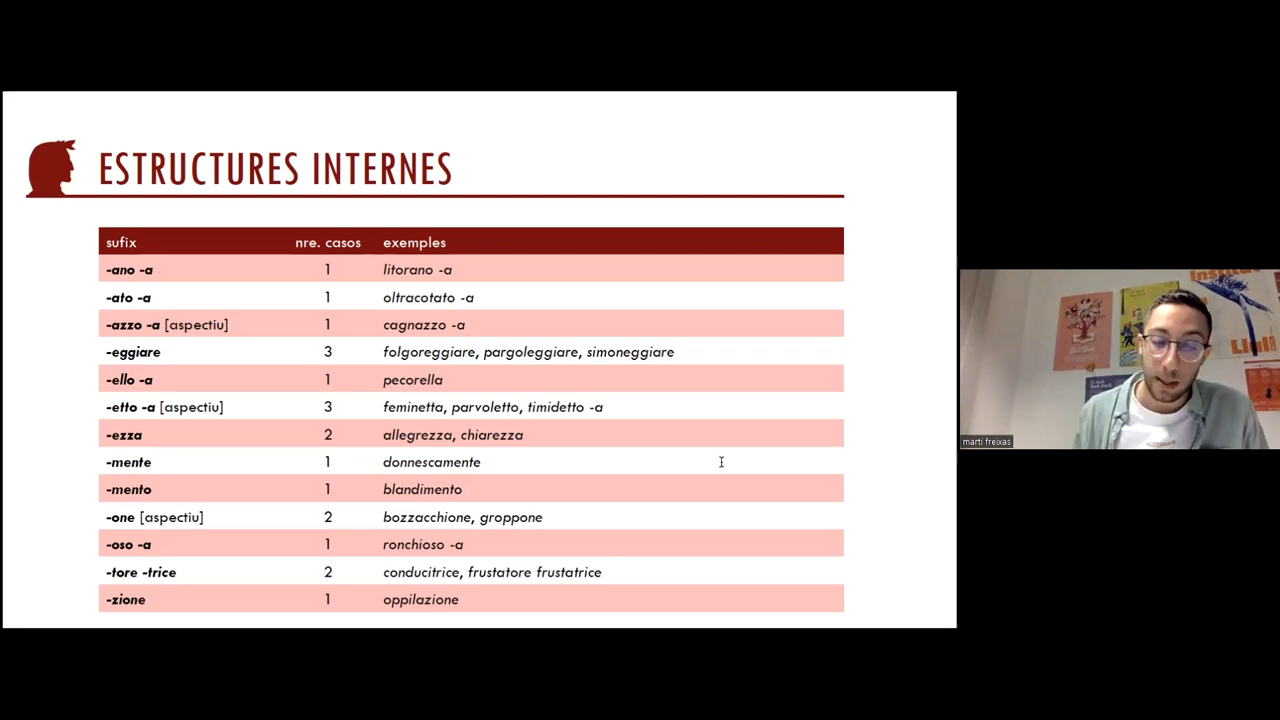 ESTRUCTURES INTERNES
sufix nre. casos exemples
-ano -a 1 litorano -a
-ato -a 1 oltracotato -a
-azzo -a [aspectiu] 1 cagnazzo -a
-eggiare 3 folgoreggiare, pargoleggiare, simoneggiare
-ello -a 1 pecorella
-etto -a [aspectiu] 3 feminetta, parvoletto, timidetto -a
-ezza 2 allegrezza, chiarezza
-mente 1 donnescamente
-mento 1 blandimento
-one [aspectiu] 2 bozzacchione, groppone
-oso -a 1 ronchioso -a
-tore -trice 2 conducitrice, frustatore frustatrice
-zione 1 oppilazione
martí freixas